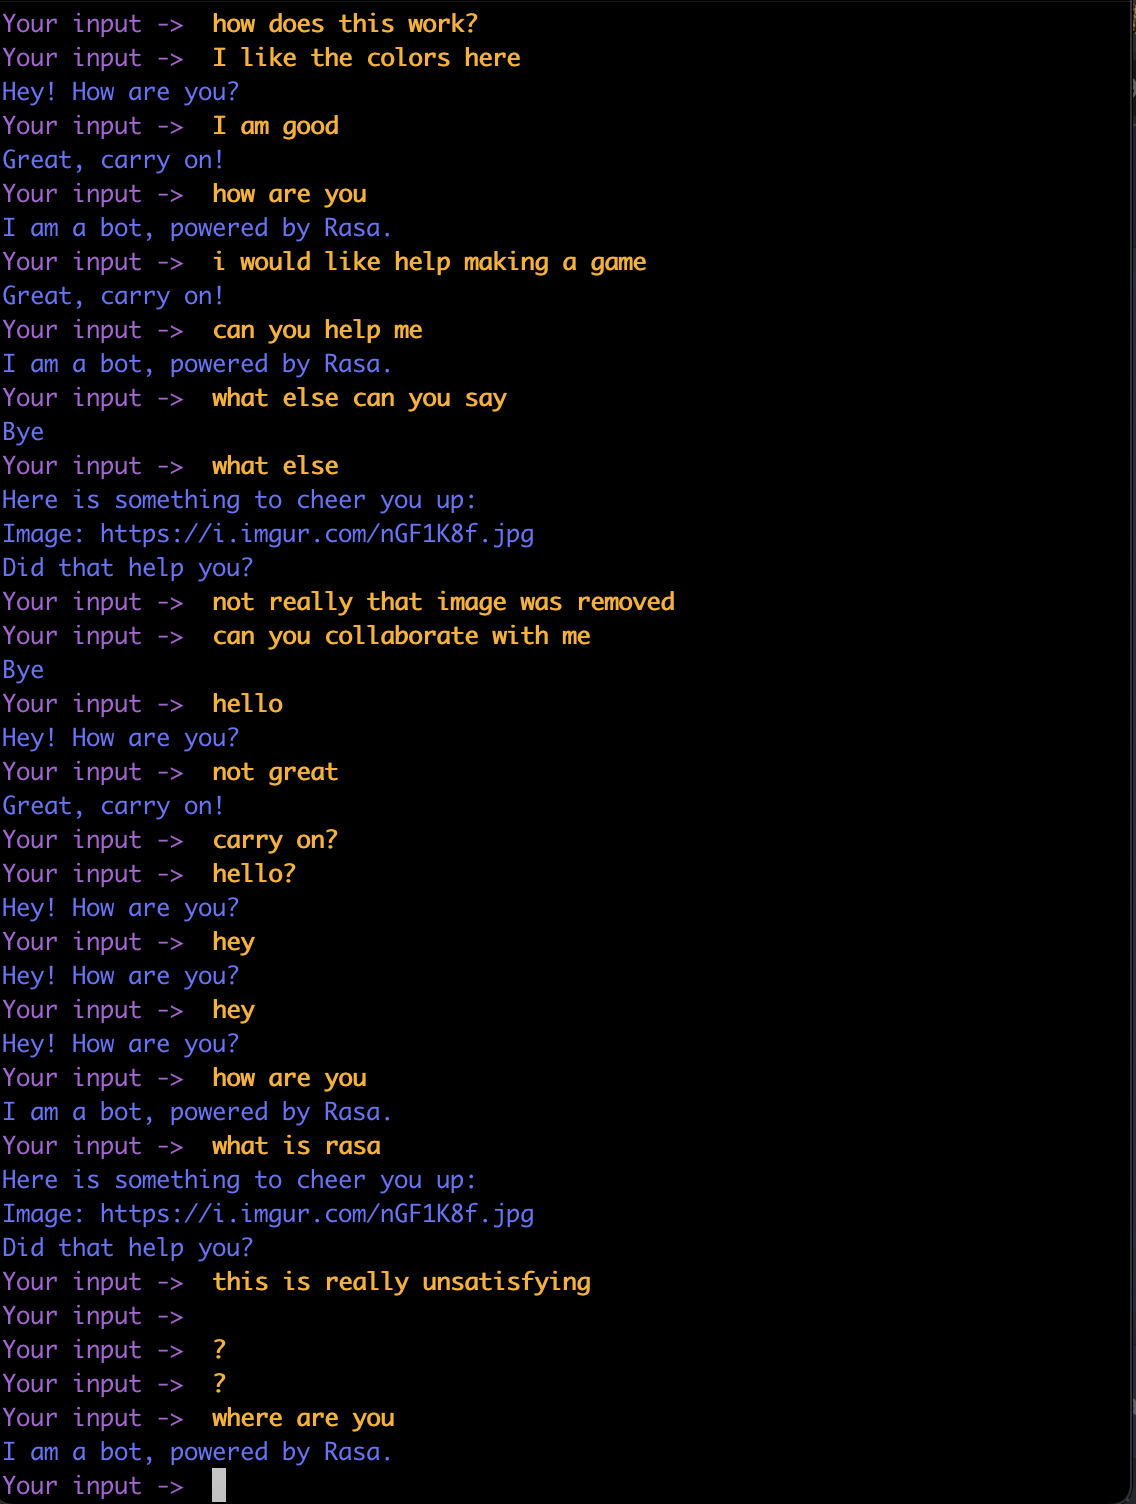 Your input ->  how does this work?
Your input ->  I like the colors here
Hey! How are you?
Your input ->  I am good
Great, carry on!
Your input ->  how are you
I am a bot, powered by Rasa.
Your input ->  i would like help making a game
Great, carry on!
Your input ->  can you help me
I am a bot, powered by Rasa.
Your input ->  what else can you say
Bye
Your input ->  what else
Here is something to cheer you up:
Image: https://i.imgur.com/nGF1K8f.jpg
Did that help you?
Your input ->  not really that image was removed
Your input ->  can you collaborate with me
Bye
Your input ->  hello
Hey! How are you?
Your input ->  not great
Great, carry on!
Your input ->  carry on?
Your input ->  hello?
Hey! How are you?
Your input ->  hey
Hey! How are you?
Your input ->  hey
Hey! How are you?
Your input ->  how are you
I am a bot, powered by Rasa.
Your input ->  what is rasa
Here is something to cheer you up:
Image: https://i.imgur.com/nGF1K8f.jpg
Did that help you?
Your input ->  this is really unsatisfying
Your input ->
Your input ->  ?
Your input ->  ?
Your input ->  where are you
I am a bot, powered by Rasa.
Your input ->